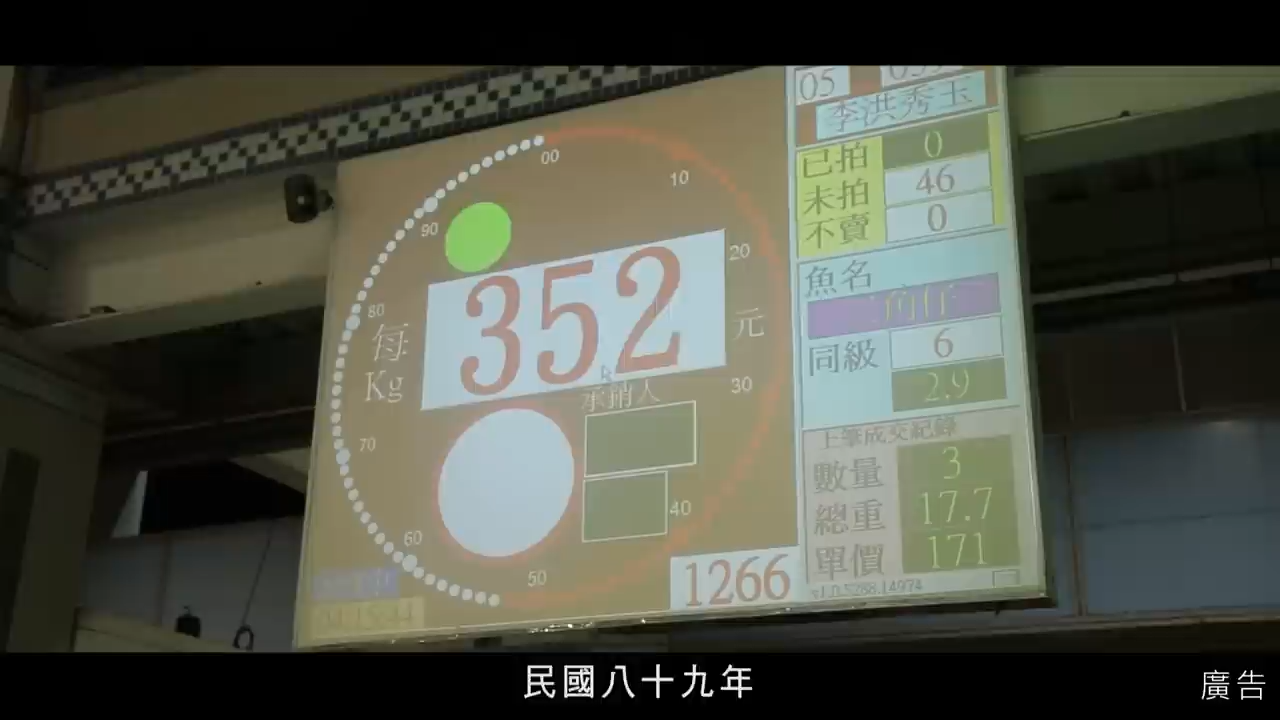 05
李洪秀玉
已拍 0
未拍 46
不賣 0
魚名
同級 6
2.9
上筆成交紀錄
數量 3
總重 17.7
單價 171
00
10
20
30
40
50
60
70
80
90
每
Kg
352
元
承銷人
1266
民國八十九年
廣告